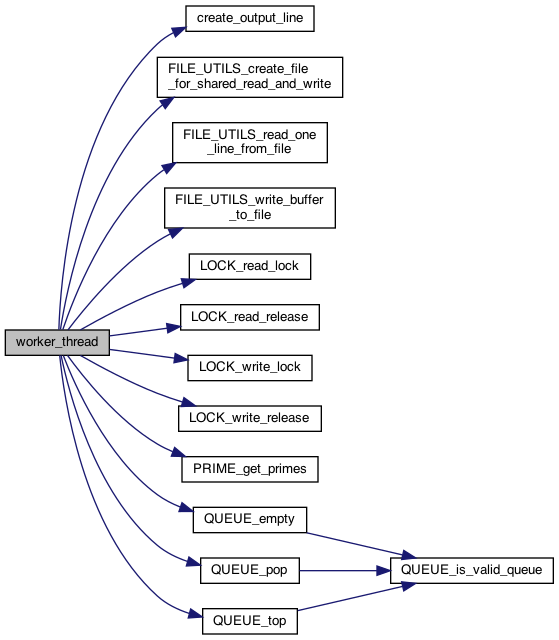 create_output_line
FILE_UTILS_create_file
_for_shared_read_and_write
FILE_UTILS_read_one
_line_from_file
FILE_UTILS_write_buffer
_to_file
LOCK_read_lock
LOCK_read_release
worker_thread
LOCK_write_lock
LOCK_write_release
PRIME_get_primes
QUEUE_empty
QUEUE_pop
QUEUE_is_valid_queue
QUEUE_top